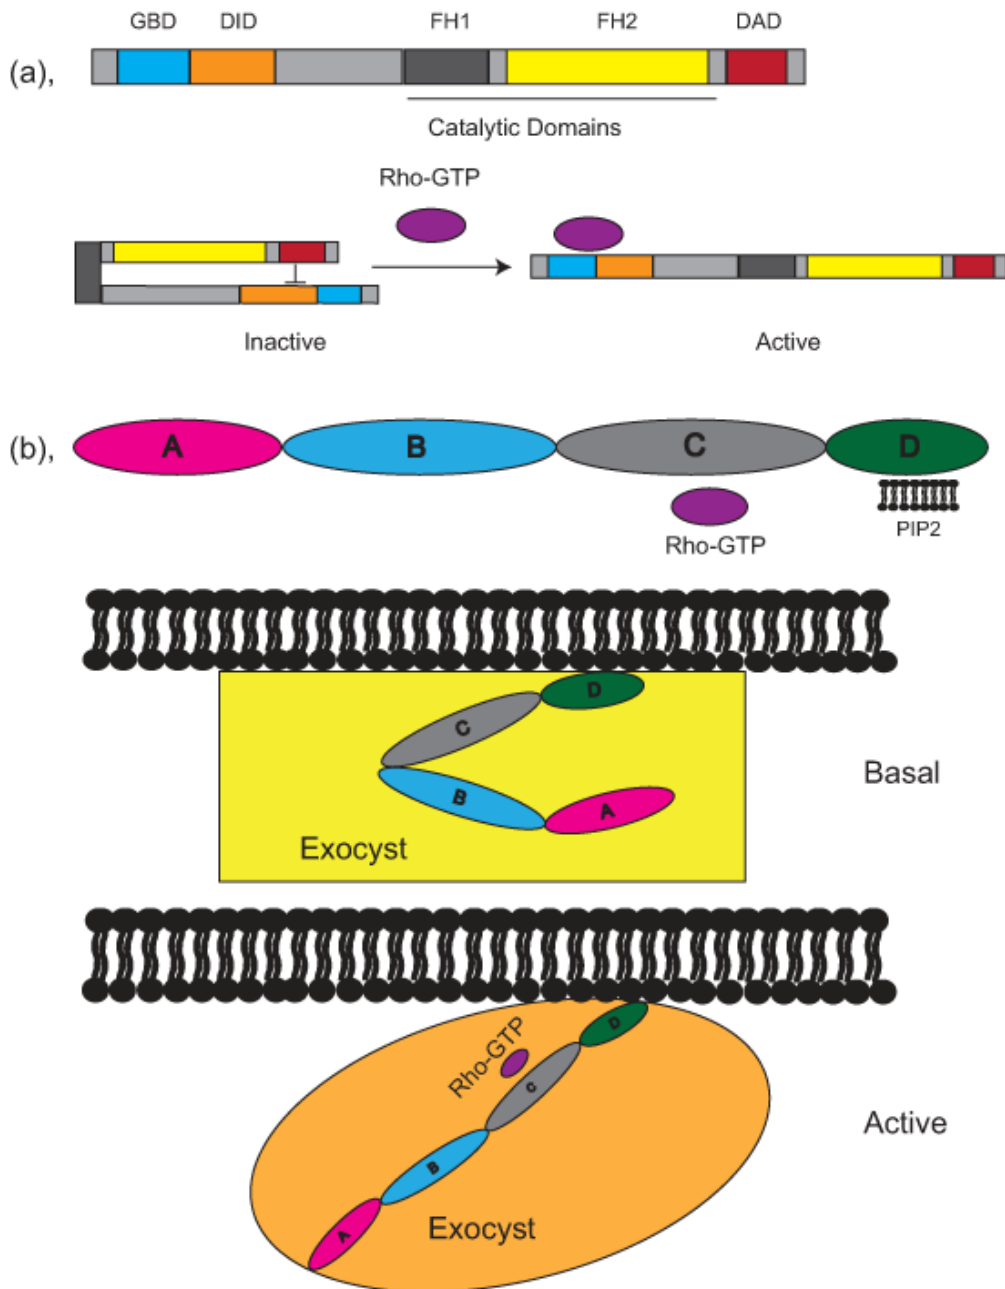 (a),
GBD DID FH1 FH2 DAD
Catalytic Domains
Rho-GTP
Inactive
Active
(b),
A B C D
Rho-GTP
PIP2
D
C
B
A
Exocyst
Basal
D
Rho-GTP
C
B
A
Exocyst
Active